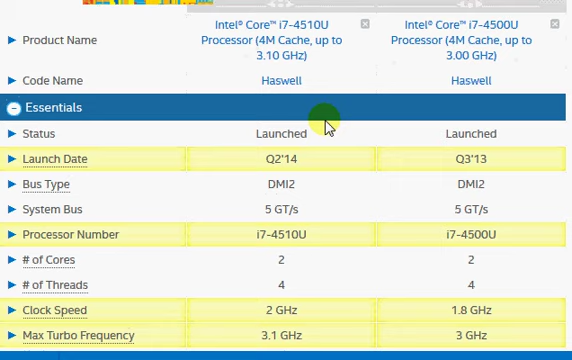 Product Name
Intel® Core™ i7-4510U
Processor (4M Cache, up to
3.10 GHz)
Intel® Core™ i7-4500U
Processor (4M Cache, up to
3.00 GHz)
Code Name Haswell Haswell
Essentials
Status Launched Launched
Launch Date Q2'14 Q3'13
Bus Type DMI2 DMI2
System Bus 5 GT/s 5 GT/s
Processor Number i7-4510U i7-4500U
# of Cores 2 2
# of Threads 4 4
Clock Speed 2 GHz 1.8 GHz
Max Turbo Frequency 3.1 GHz 3 GHz